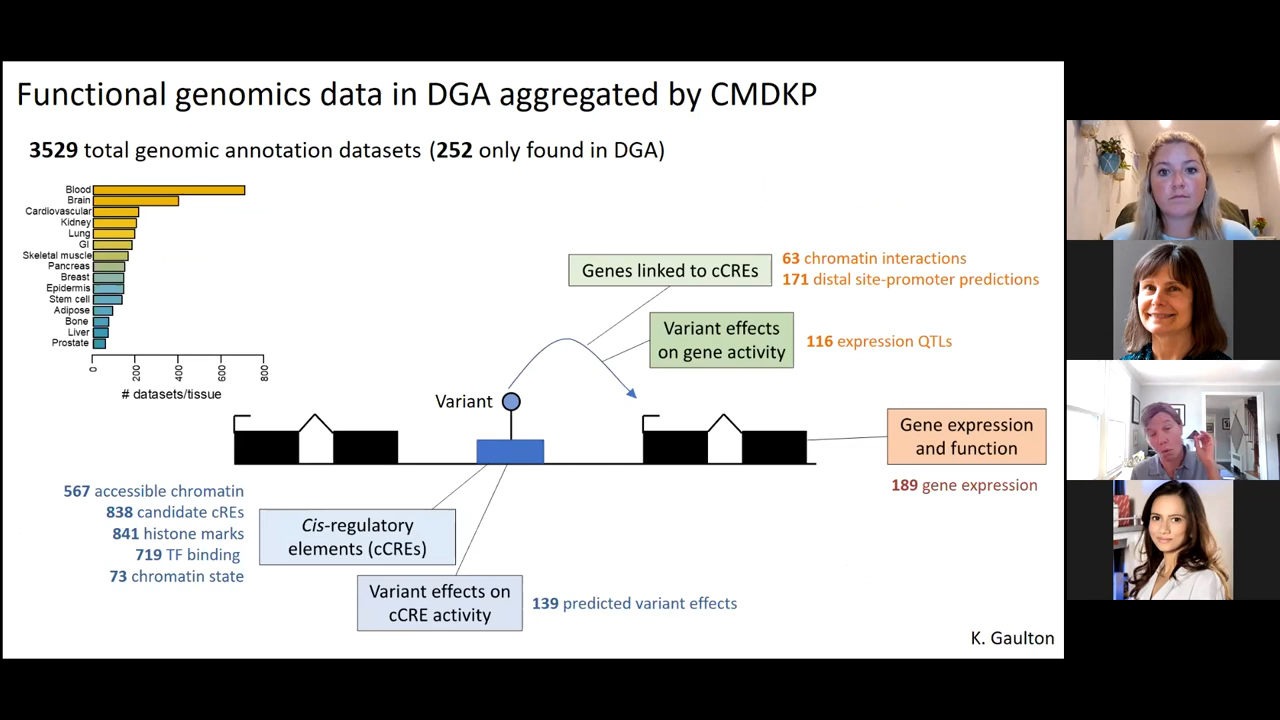 Functional genomics data in DGA aggregated by CMDKP
3529 total genomic annotation datasets (252 only found in DGA)
Blood
Brain
Cardiovascular
Kidney
Lung
GI
Skeletal muscle
Pancreas
Breast
Epidermis
Stem cell
Adipose
Bone
Liver
Prostate
0
200
400
600
800
# datasets/tissue
Genes linked to cCREs
63 chromatin interactions
171 distal site-promoter predictions
Variant effects
on gene activity
116 expression QTLs
Variant
Gene expression
and function
189 gene expression
567 accessible chromatin
838 candidate cREs
841 histone marks
719 TF binding
73 chromatin state
Cis-regulatory
elements (cCREs)
Variant effects on
cCRE activity
139 predicted variant effects
K. Gaulton